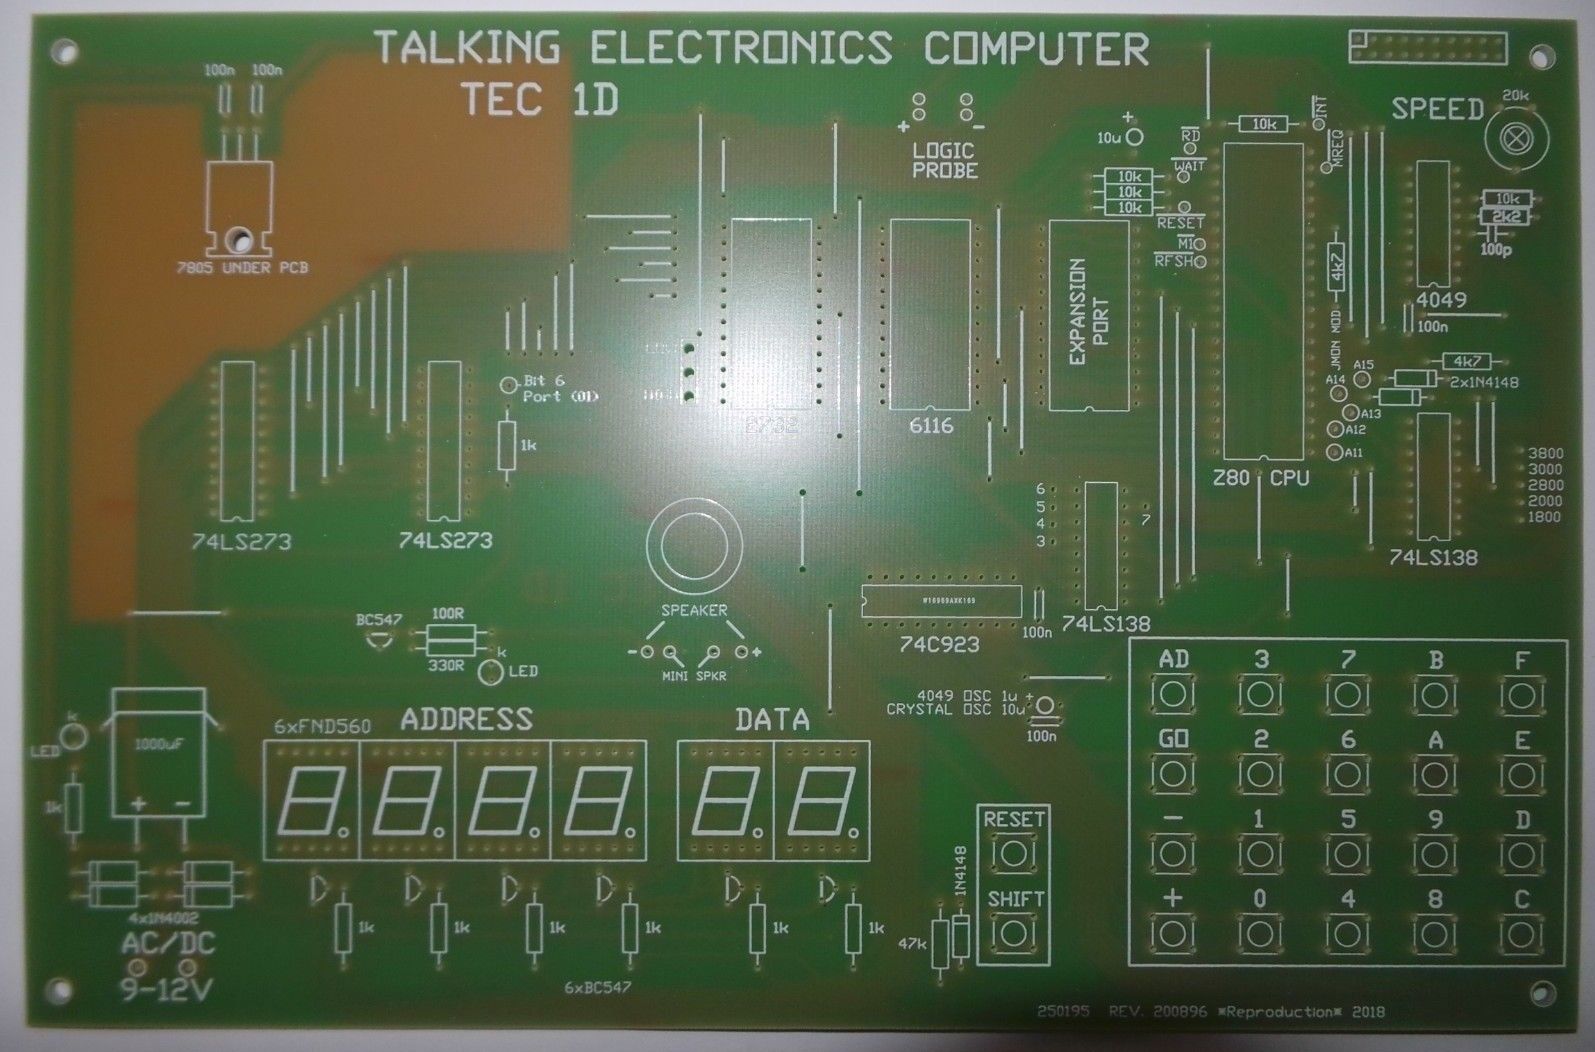 TALKING ELECTRONICS COMPUTER
TEC 1D
100n 100n
7805 UNDER PCB
LOGIC
PROBE
+ -
+
10u
10k
10k
10k
RD
WAIT
RESET
M1
RFSH
10k
INT
MREQ
SPEED
20k
10k
2k2
100p
4049
100n
4k7
JMON MOD
4k7
2x1N4148
A15
A14
A13
A12
A11
EXPANSION
PORT
6116
2732
Z80 CPU
74LS138
3800
3000
2800
2000
1800
Bit 6
Port (01)
1k
74LS273
74LS273
6
5
4
3
7
74LS138
74C923
100n
SPEAKER
- +
MINI SPKR
BC547
100R
330R
k
LED
4049 OSC 1u +
CRYSTAL OSC 10u
100n
k
LED
1000uF
+ -
1k
4x1N4002
AC/DC
9-12V
6xFND560
ADDRESS
DATA
1k
1k
1k
1k
1k
1k
6xBC547
47k
1N4148
RESET
SHIFT
AD 3 7 B F
GO 2 6 A E
- 1 5 9 D
+ 0 4 8 C
250195 REV. 200896 *Reproduction* 2018